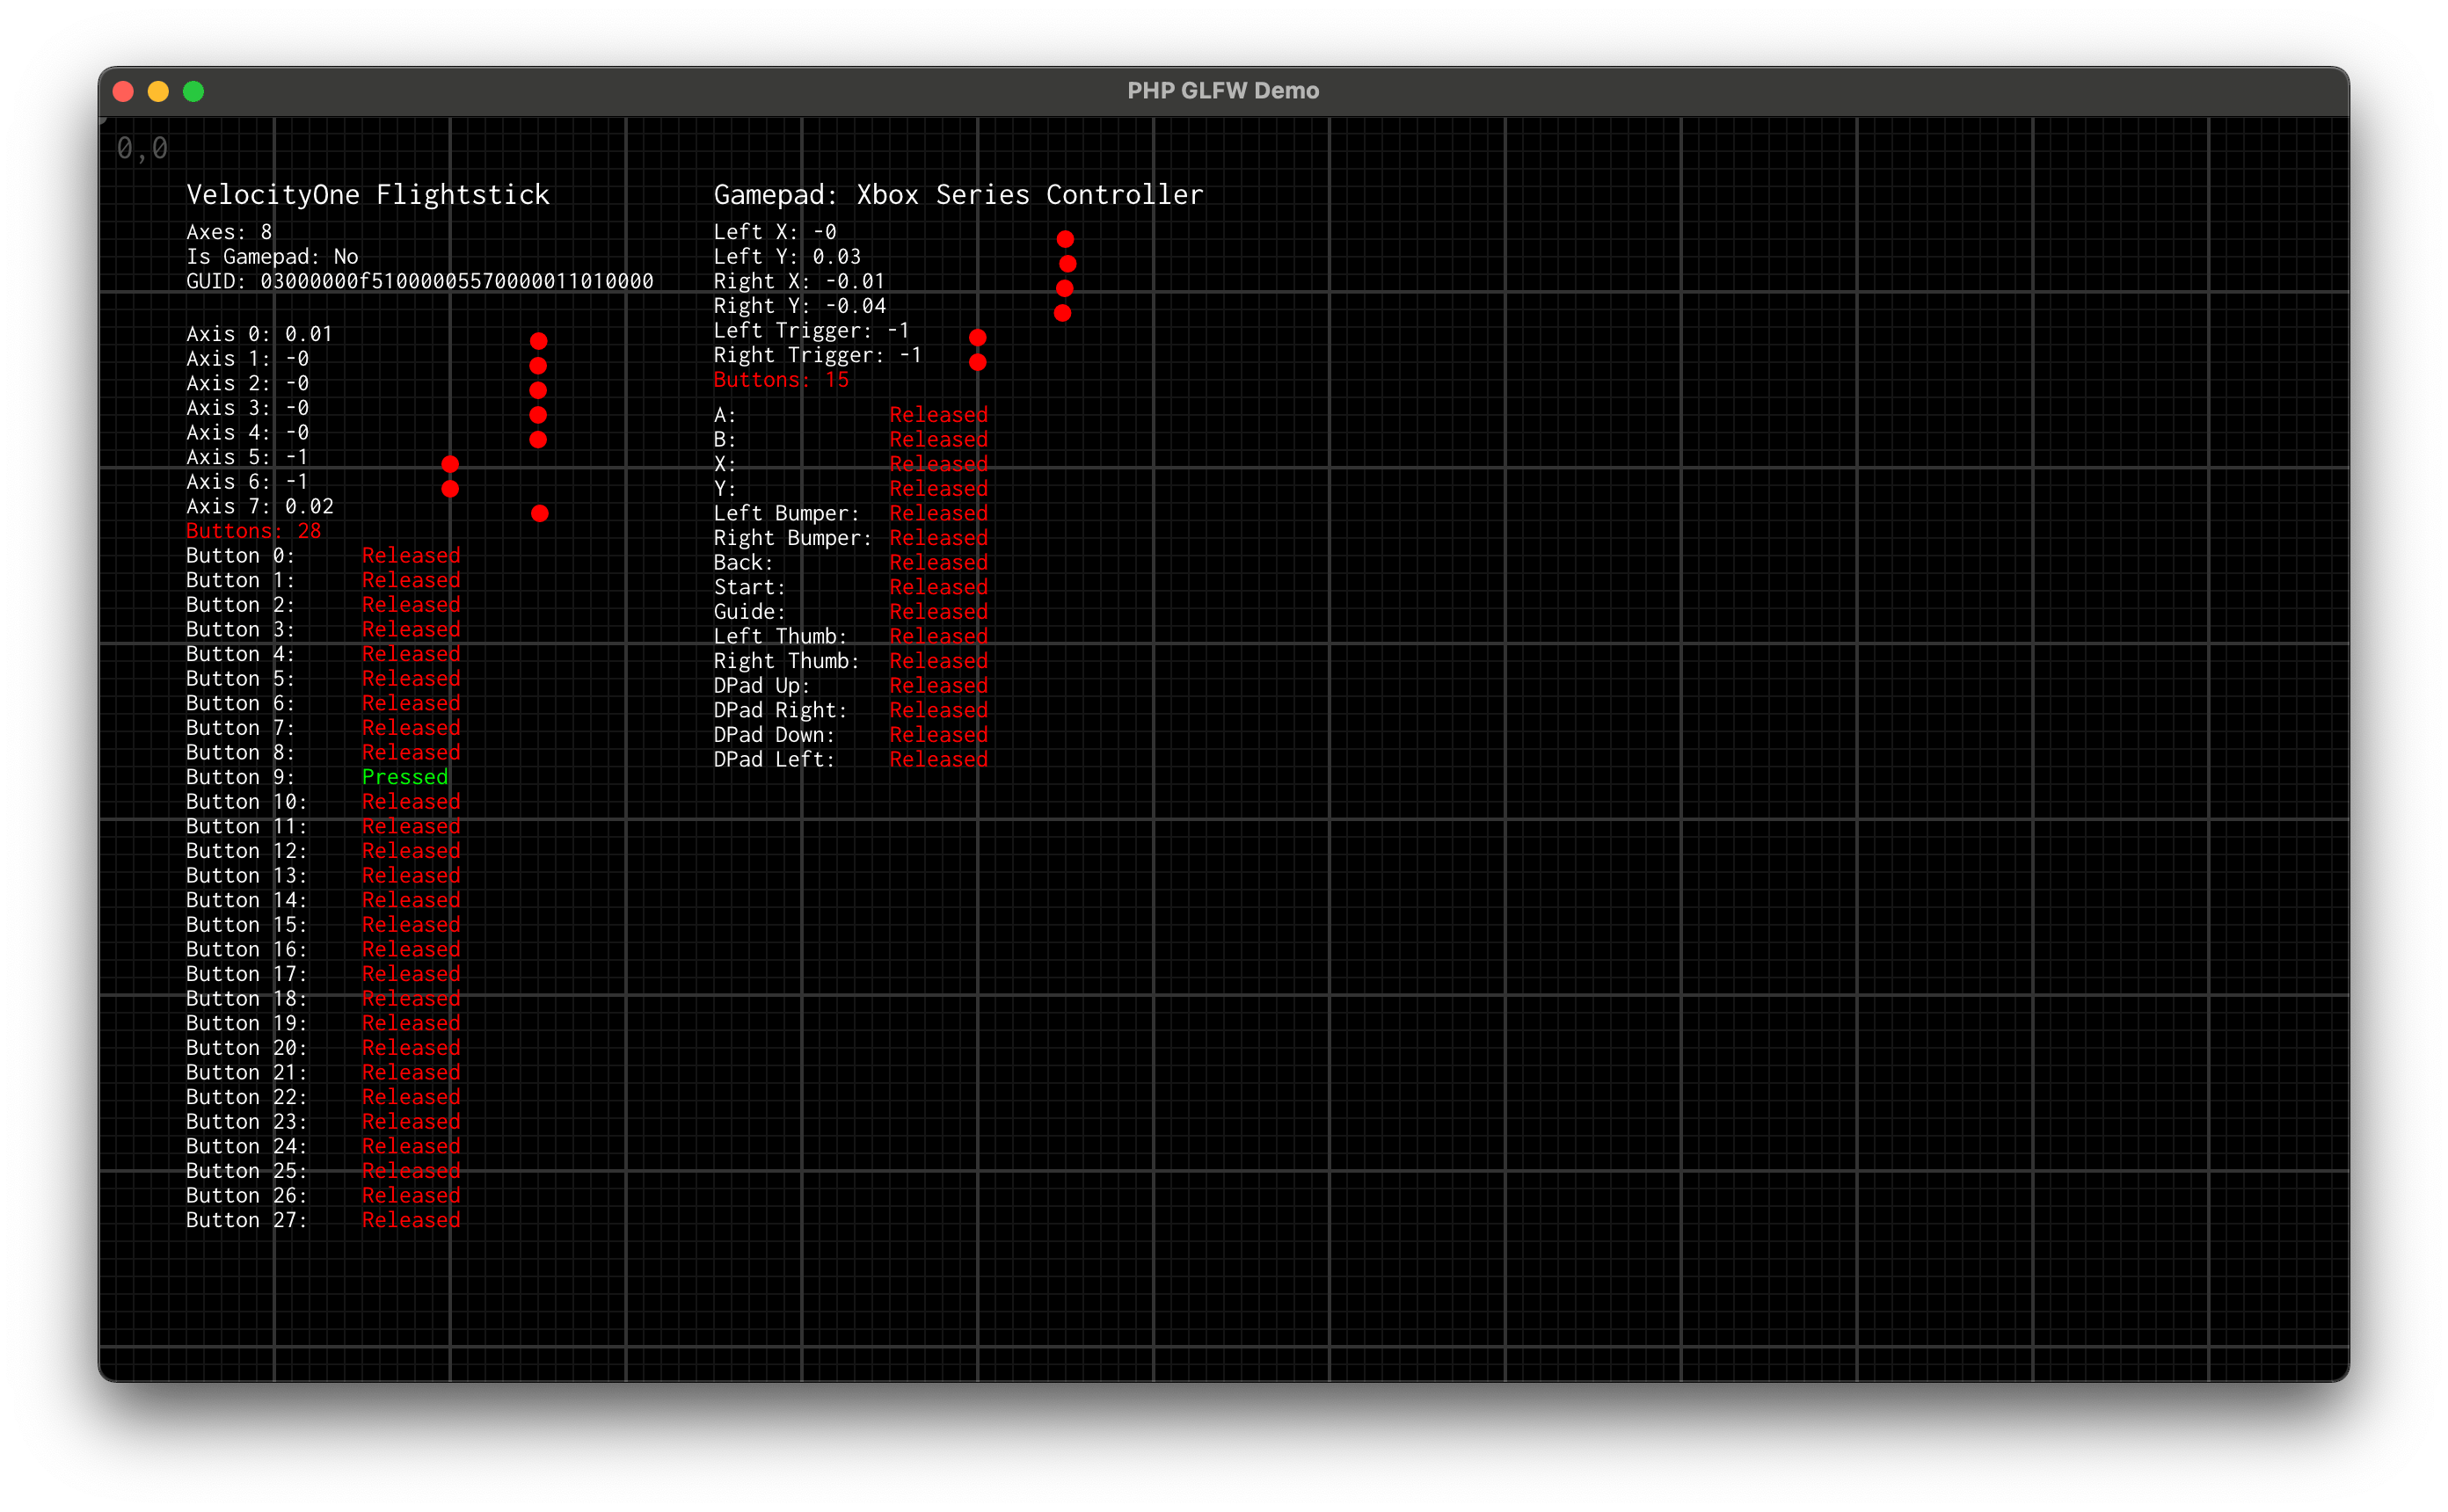 PHP GLFW Demo
0,0
VelocityOne Flightstick
Axes: 8
Is Gamepad: No
GUID: 03000000f51000005570000011010000
Axis 0: 0.01
Axis 1: -0
Axis 2: -0
Axis 3: -0
Axis 4: -0
Axis 5: -1
Axis 6: -1
Axis 7: 0.02
Buttons: 28
Button 0: Released
Button 1: Released
Button 2: Released
Button 3: Released
Button 4: Released
Button 5: Released
Button 6: Released
Button 7: Released
Button 8: Released
Button 9: Pressed
Button 10: Released
Button 11: Released
Button 12: Released
Button 13: Released
Button 14: Released
Button 15: Released
Button 16: Released
Button 17: Released
Button 18: Released
Button 19: Released
Button 20: Released
Button 21: Released
Button 22: Released
Button 23: Released
Button 24: Released
Button 25: Released
Button 26: Released
Button 27: Released
Gamepad: Xbox Series Controller
Left X: -0
Left Y: 0.03
Right X: -0.01
Right Y: -0.04
Left Trigger: -1
Right Trigger: -1
Buttons: 15
A: Released
B: Released
X: Released
Y: Released
Left Bumper: Released
Right Bumper: Released
Back: Released
Start: Released
Guide: Released
Left Thumb: Released
Right Thumb: Released
DPad Up: Released
DPad Right: Released
DPad Down: Released
DPad Left: Released